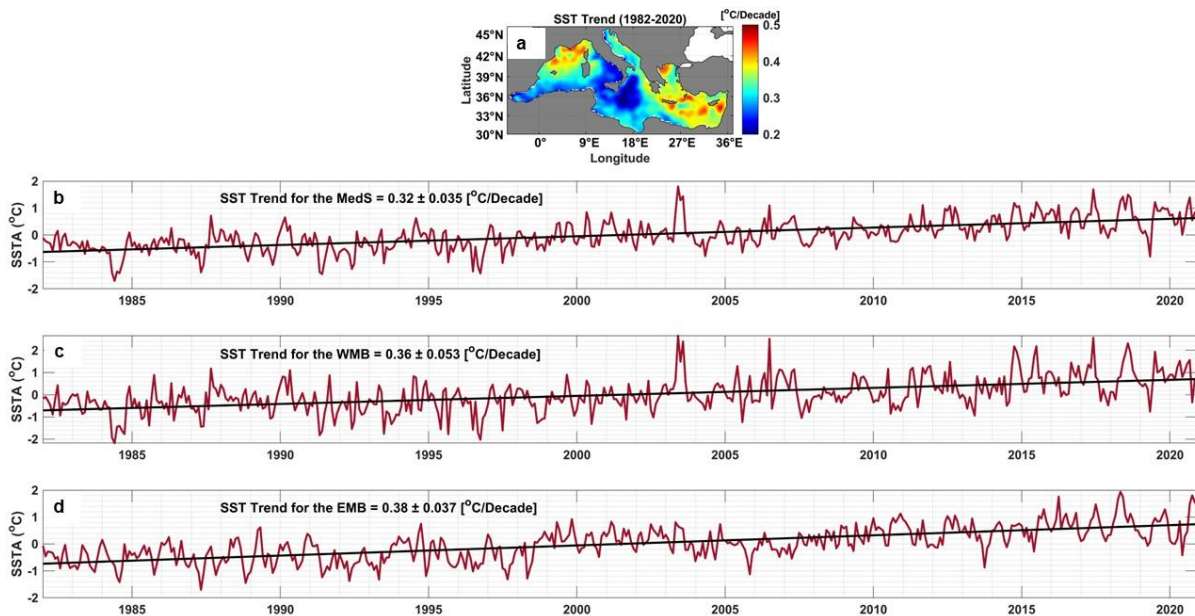 SST Trend (1982-2020)
[°C/Decade]
a
45°N
42°N
39°N
36°N
33°N
30°N
Latitude
0°
9°E
18°E
27°E
36°E
Longitude
0.5
0.4
0.3
0.2
b
SST Trend for the MedS = 0.32 ± 0.035 [°C/Decade]
SSTA (°C)
2
1
0
-1
-2
1985
1990
1995
2000
2005
2010
2015
2020
c
SST Trend for the WMB = 0.36 ± 0.053 [°C/Decade]
SSTA (°C)
2
1
0
-1
-2
1985
1990
1995
2000
2005
2010
2015
2020
d
SST Trend for the EMB = 0.38 ± 0.037 [°C/Decade]
SSTA (°C)
2
1
0
-1
-2
1985
1990
1995
2000
2005
2010
2015
2020